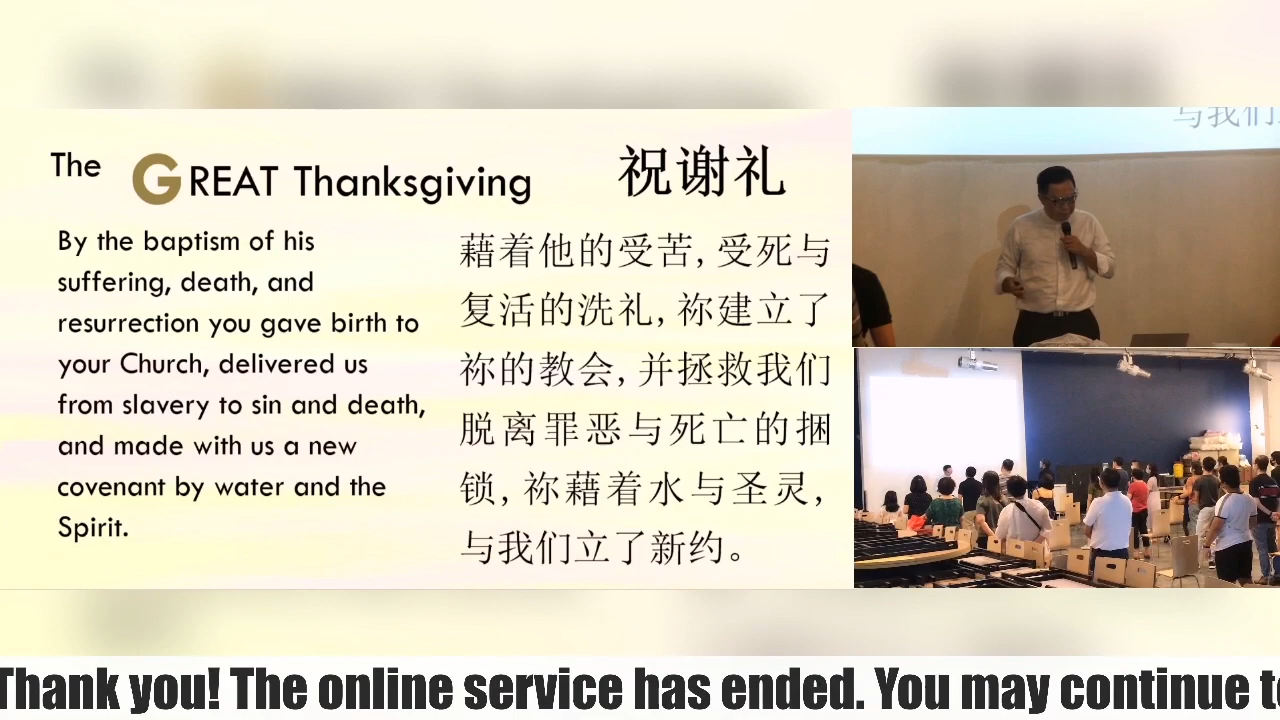 The GREAT Thanksgiving
祝谢礼
By the baptism of his
suffering, death, and
resurrection you gave birth to
your Church, delivered us
from slavery to sin and death,
and made with us a new
covenant by water and the
Spirit.
藉着他的受苦, 受死与
复活的洗礼, 祢建立了
祢的教会, 并拯救我们
脱离罪恶与死亡的捆
锁, 祢藉着水与圣灵,
与我们立了新约。
与我们
Thank you! The online service has ended. You may continue